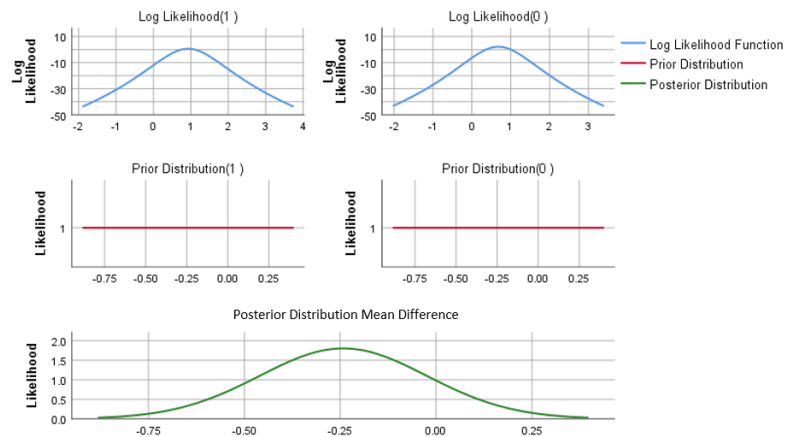 Log Likelihood(1 )
Log Likelihood(0 )
Log Likelihood Function
Prior Distribution
Posterior Distribution
Log
Likelihood
10
-10
-30
-50
-2 -1 0 1 2 3 4
Log
Likelihood
10
-10
-30
-50
-2 -1 0 1 2 3
Prior Distribution(1 )
Likelihood
1
-0.75 -0.50 -0.25 0.00 0.25
Prior Distribution(0 )
Likelihood
1
-0.75 -0.50 -0.25 0.00 0.25
Posterior Distribution Mean Difference
Likelihood
2.0
1.5
1.0
0.5
0.0
-0.75 -0.50 -0.25 0.00 0.25